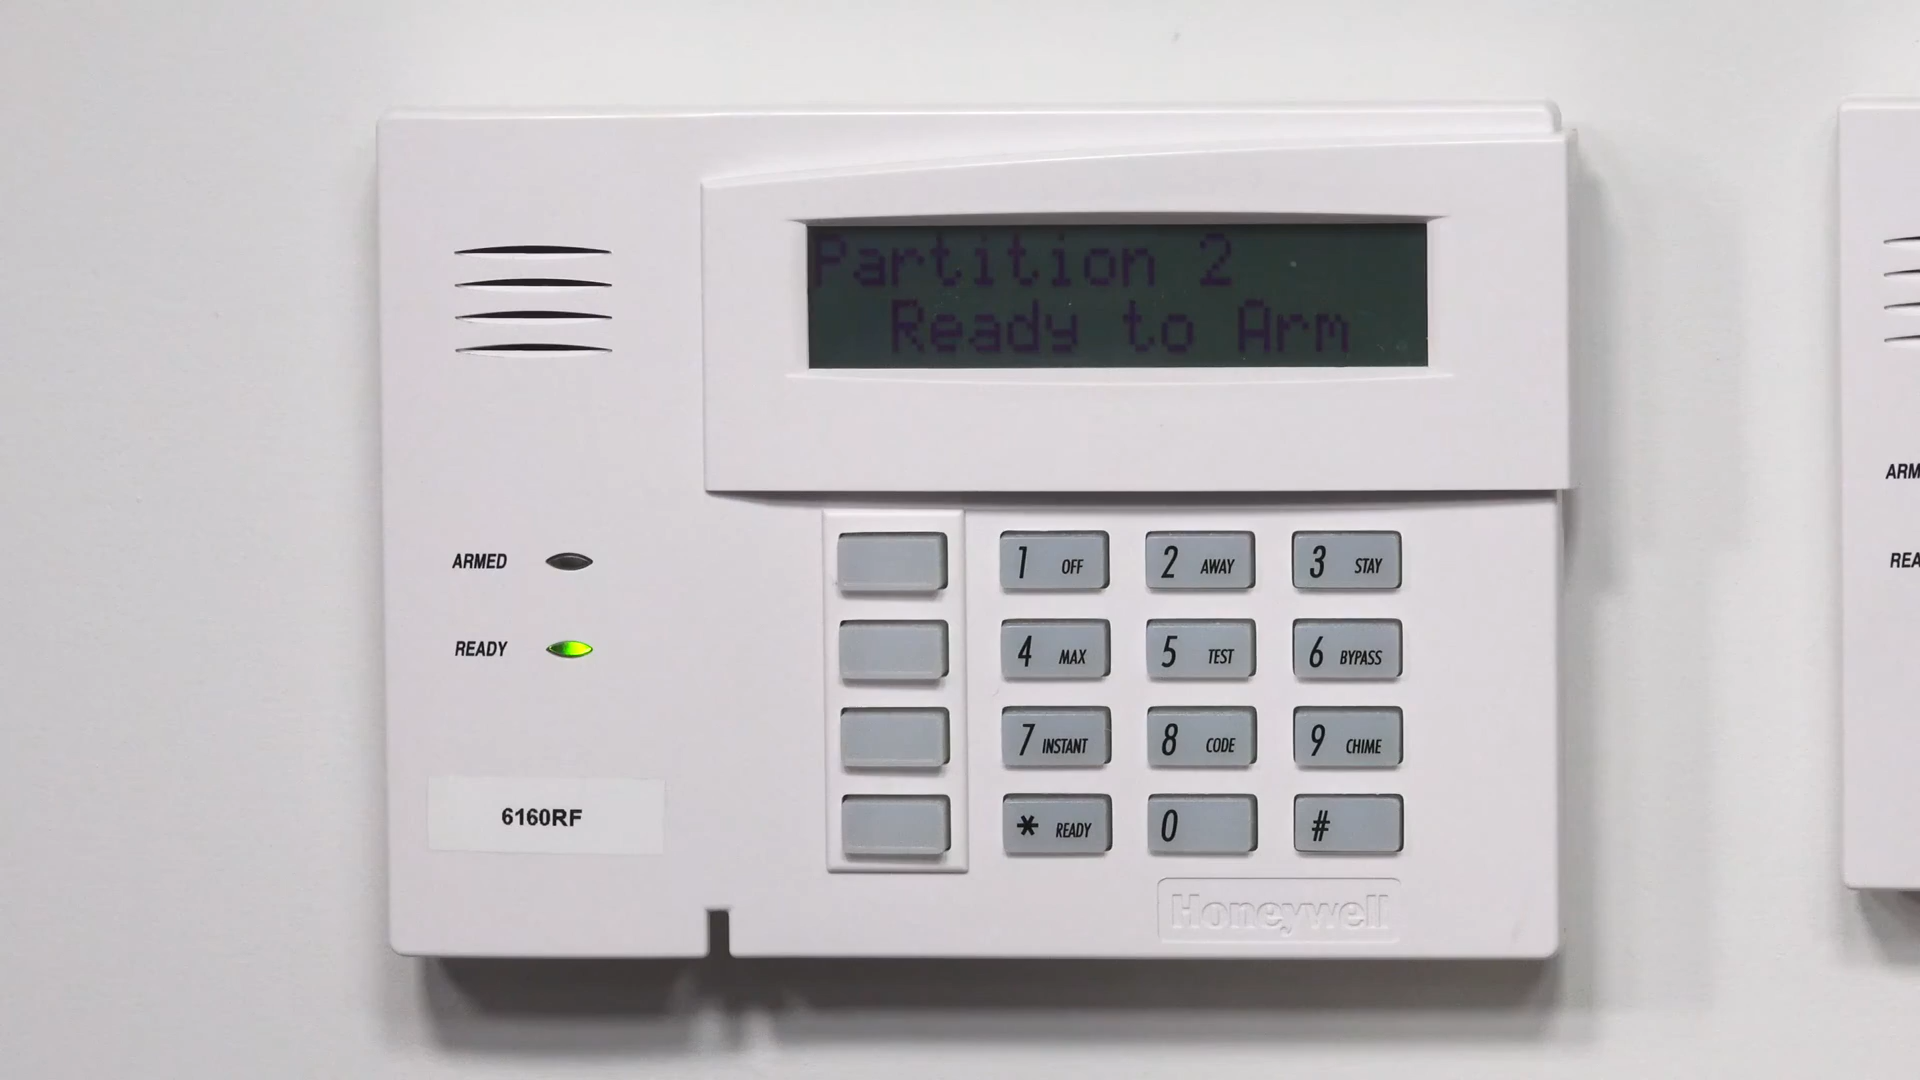 Partition 2
Ready to Arm
ARMED
READY
1 OFF
2 AWAY
3 STAY
4 MAX
5 TEST
6 BYPASS
7 INSTANT
8 CODE
9 CHIME
* READY
0
#
6160RF
Honeywell